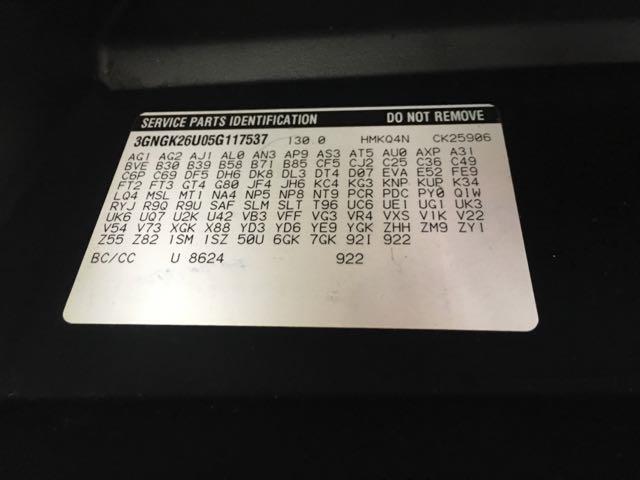 SERVICE PARTS IDENTIFICATION DO NOT REMOVE
3GNGK26U05G117537 130.0 HMKQ4N CK25906
AG1 AG2 AJ1 AL0 AN3 AP9 AS3 AT5 AU0 AXP A31
BVE B30 B39 B58 B71 B85 CF5 CJ2 C25 C36 C49
C6P C69 DF5 DH6 DK8 DL3 DT4 D07 EVA E52 FE9
FT2 FT3 GT4 G80 JF4 JH6 KC4 KG3 KNP KUP K34
LQ4 MSL MT1 NA4 NP5 NP8 NT9 PCR PDC PY0 Q1W
RYJ R9Q R9U SAF SLM SLT T96 UC6 UE1 UG1 UK3
UK6 UQ7 U2K U42 VB3 VFF VG3 VR4 VXS V1K V22
V54 V73 XGK X88 YD3 YD6 YE9 YGK ZHH ZM9 ZY1
Z55 Z82 1SM 1SZ 50U 6GK 7GK 92I 922
BC/CC U 8624 922